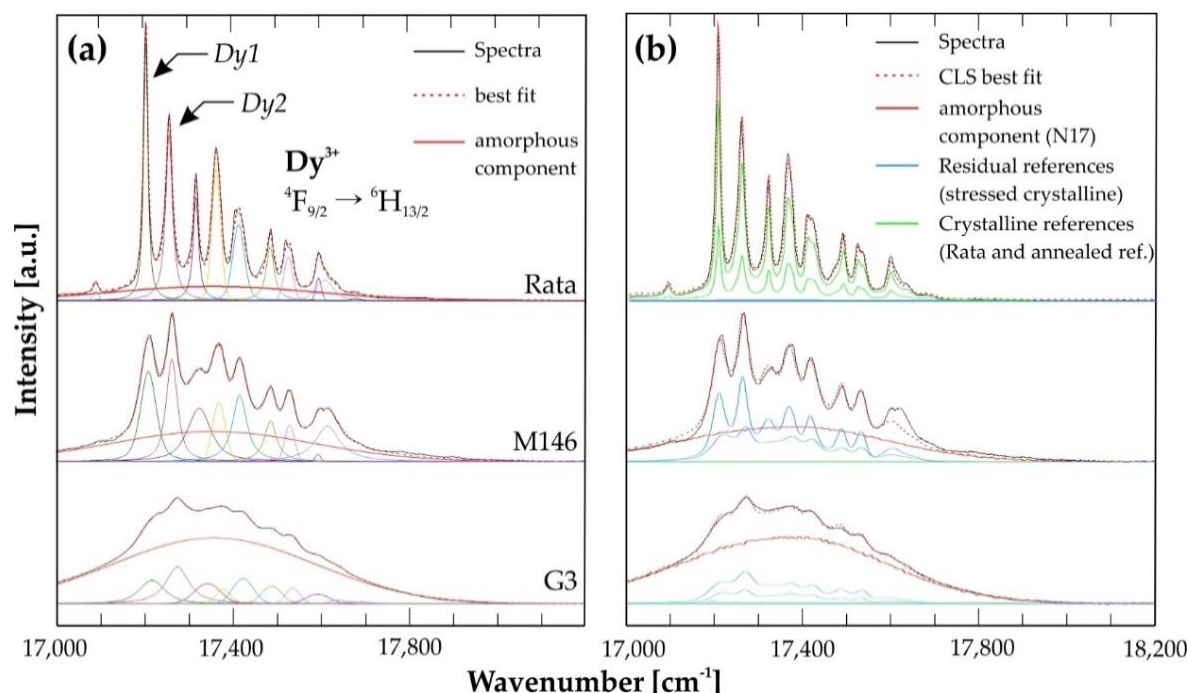 (a)
Dy1
Dy2
Spectra
best fit
amorphous
component
Dy³⁺
⁴F₉/₂ → ⁶H₁₃/₂
Rata
M146
G3
(b)
Spectra
CLS best fit
amorphous
component (N17)
Residual references
(stressed crystalline)
Crystalline references
(Rata and annealed ref.)
Intensity [a.u.]
17,000
17,400
17,800
17,000
17,400
17,800
18,200
Wavenumber [cm⁻¹]